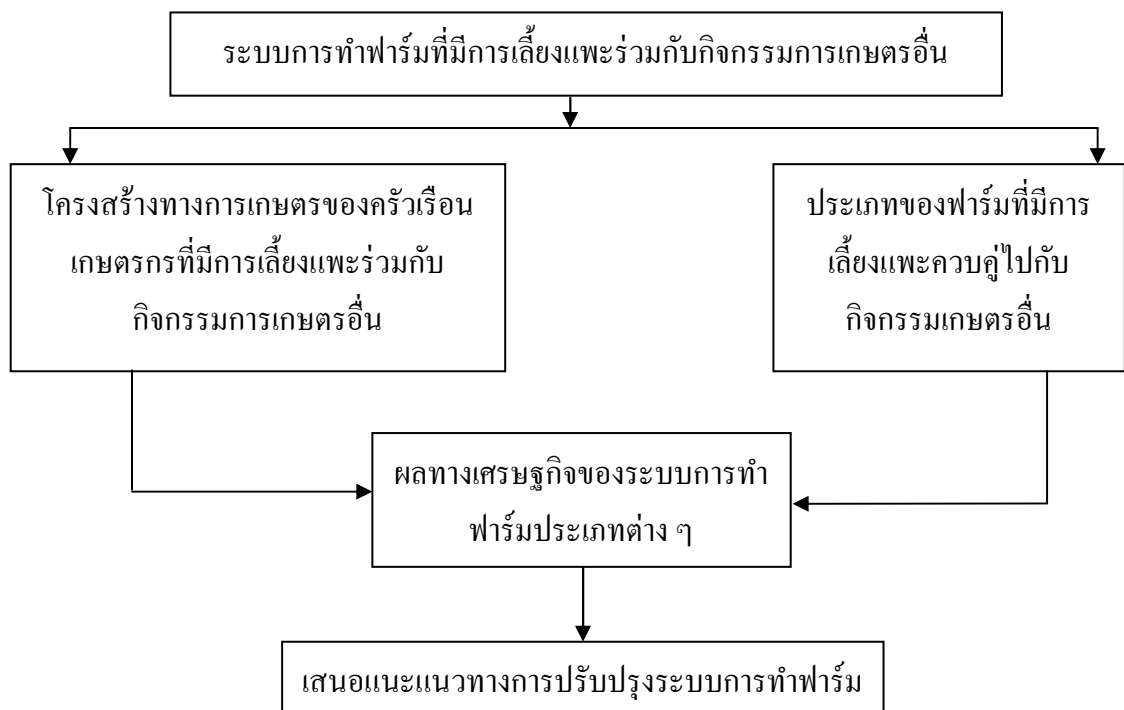 ระบบการทำฟาร์มที่มีการเลี้ยงแพะร่วมกับกิจกรรมการเกษตรอื่น
โครงสร้างทางการเกษตรของครัวเรือน
เกษตรกรที่มีการเลี้ยงแพะร่วมกับ
กิจกรรมการเกษตรอื่น
ประเภทของฟาร์มที่มีการ
เลี้ยงแพะควบคู่ไปกับ
กิจกรรมเกษตรอื่น
ผลทางเศรษฐกิจของระบบการทำ
ฟาร์มประเภทต่าง ๆ
เสนอแนะแนวทางการปรับปรุงระบบการทำฟาร์ม